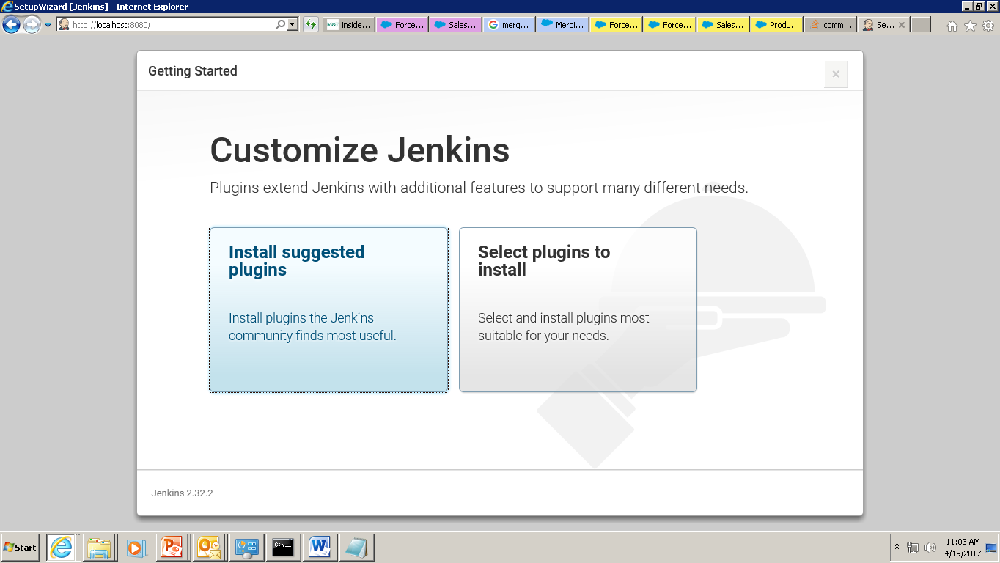 SetupWizard [Jenkins] - Internet Explorer
http://localhost:8080/
M&T inside... Force... Sales... merg... Mergi... Force... Force... Sales... Produ... comm... Se...
Getting Started
Customize Jenkins
Plugins extend Jenkins with additional features to support many different needs.
Install suggested
plugins
Install plugins the Jenkins
community finds most useful.
Select plugins to
install
Select and install plugins most
suitable for your needs.
Jenkins 2.32.2
Start
11:03 AM
4/19/2017